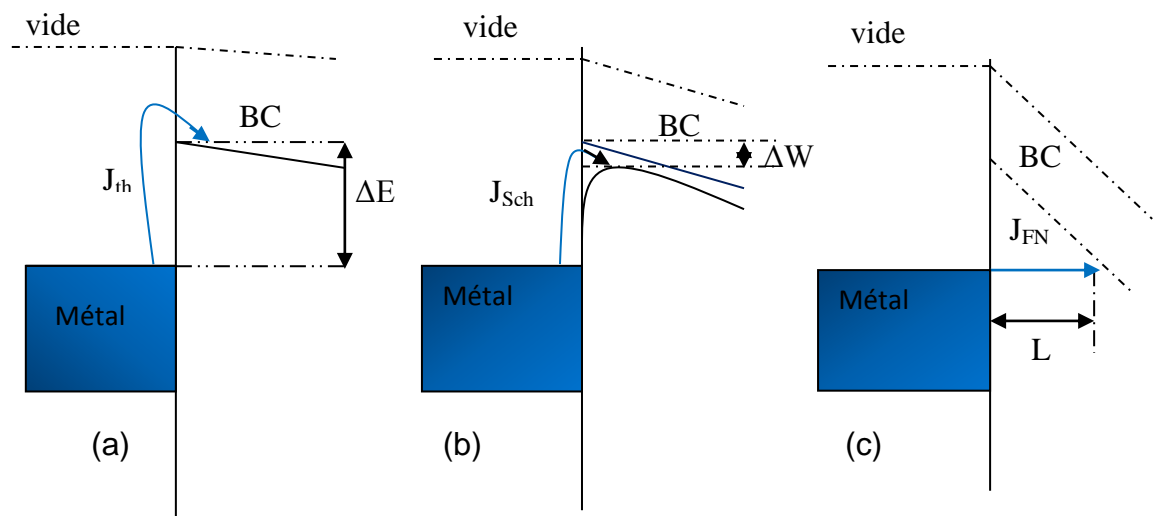 vide
BC
J_th
ΔE
Métal
(a)
vide
BC
ΔW
J_Sch
Métal
(b)
vide
BC
J_FN
Métal
L
(c)